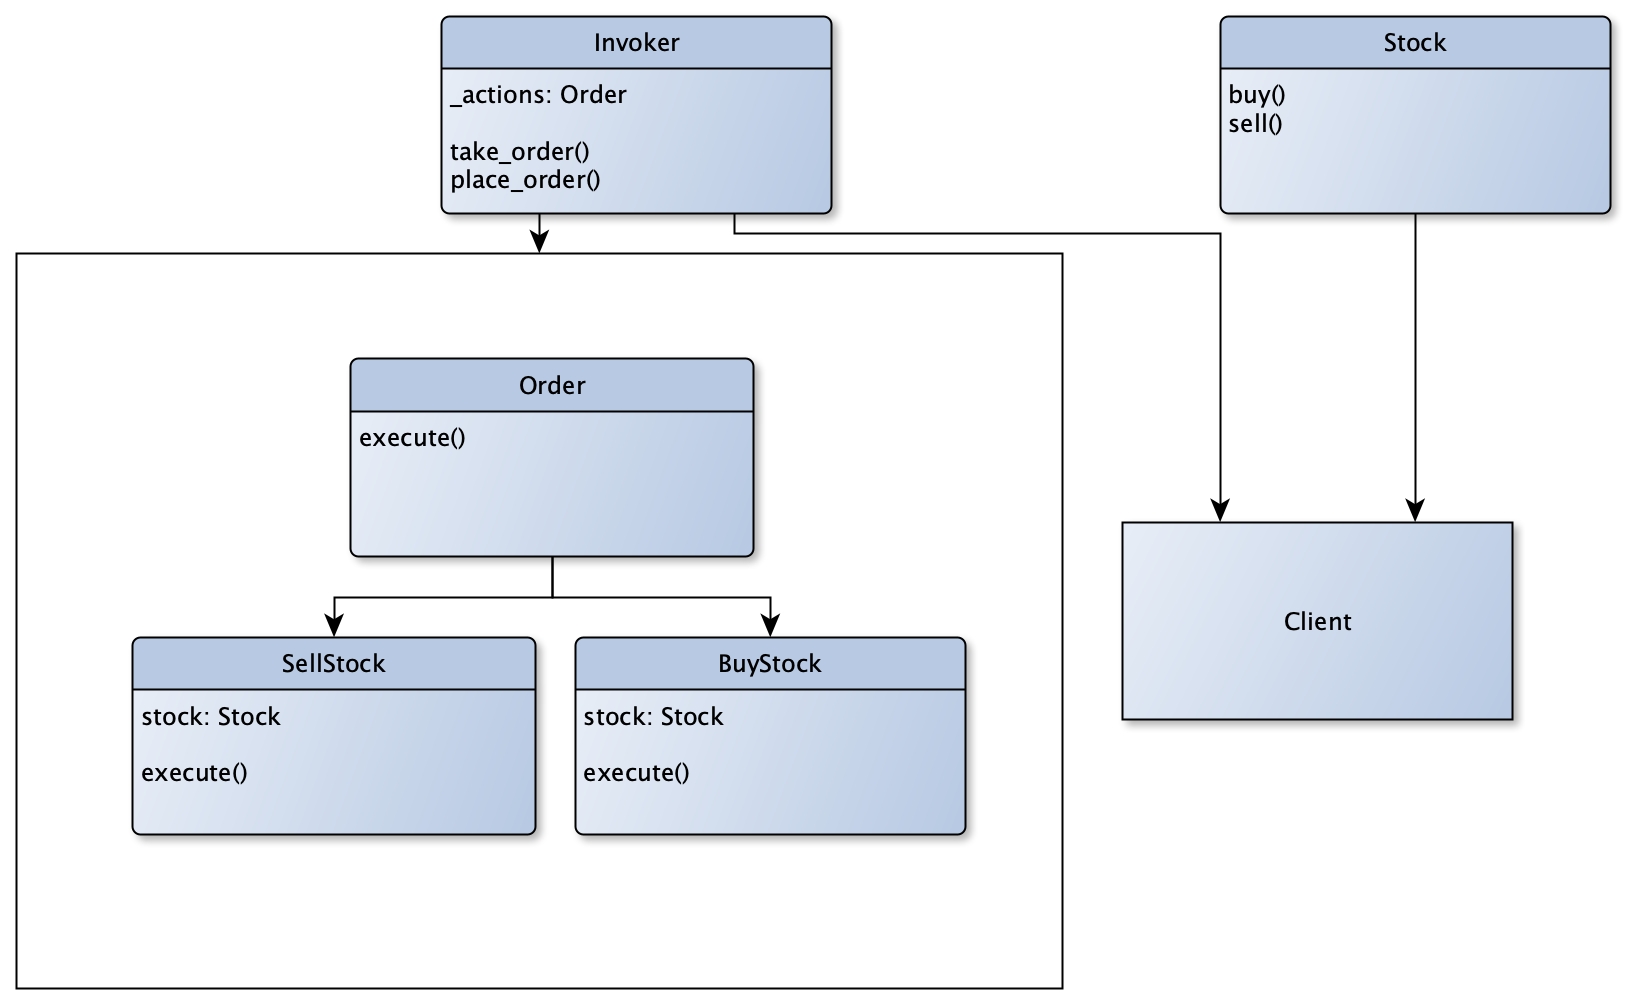 Invoker
_actions: Order
take_order()
place_order()
Stock
buy()
sell()
Order
execute()
SellStock
stock: Stock
execute()
BuyStock
stock: Stock
execute()
Client